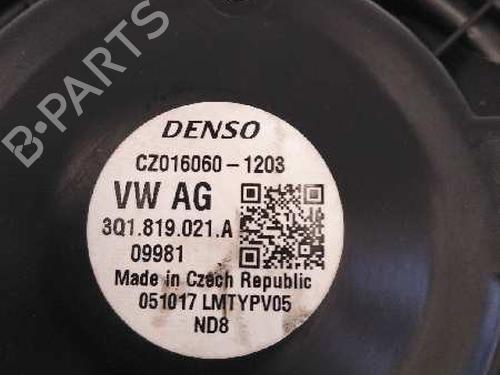 B-PARTS
DENSO
CZ016060-1203
VW AG
3Q1.819.021.A
09981
Made in Czech Republic
051017 LMTYPV05
ND8